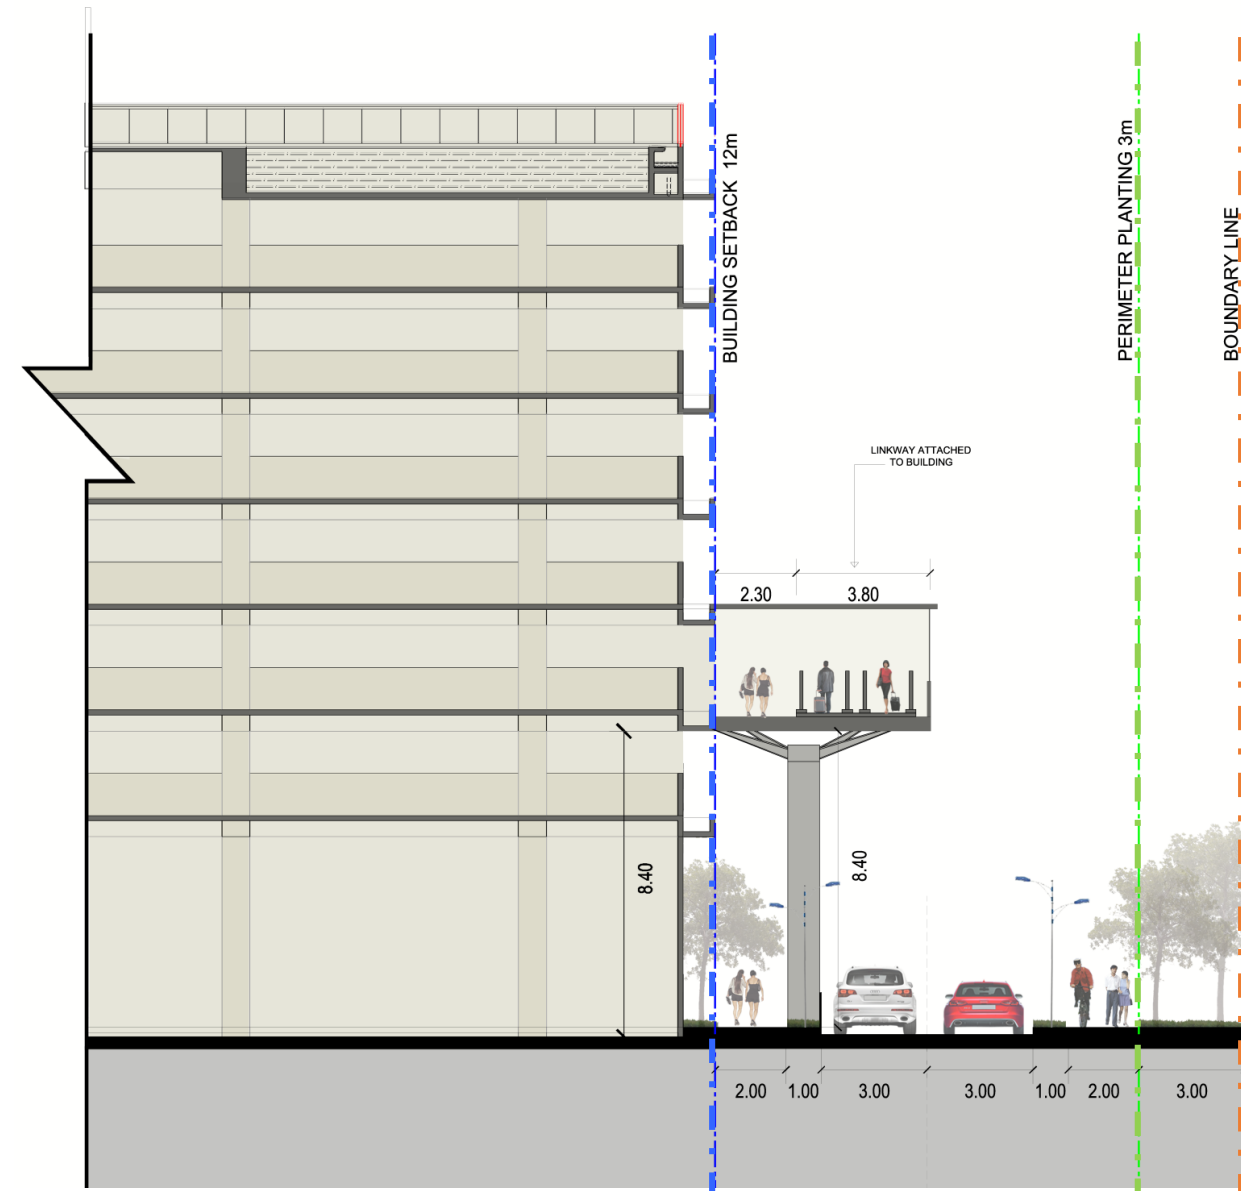 BUILDING SETBACK 12m
PERIMETER PLANTING 3m
BOUNDARY LINE
LINKWAY ATTACHED
TO BUILDING
2.30
3.80
8.40
8.40
2.00
1.00
3.00
3.00
1.00
2.00
3.00